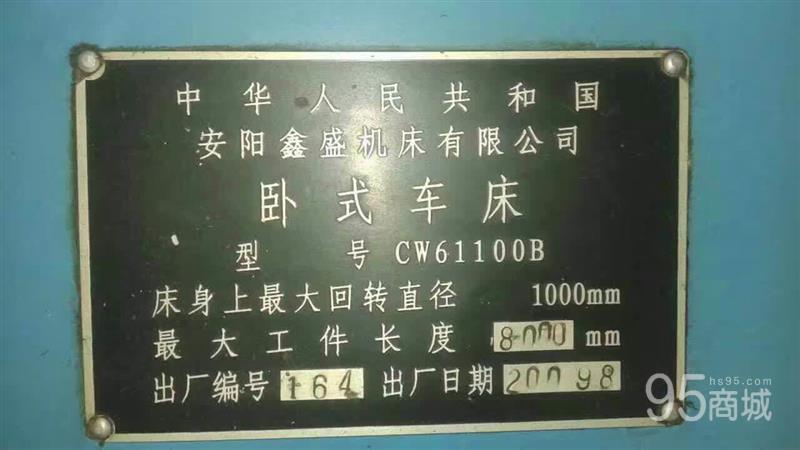 中华人民共和国
安阳鑫盛机床有限公司
卧式车床
型号 CW61100B
床身上最大回转直径 1000mm
最大工件长度 8000 mm
出厂编号 164 出厂日期 20098
95商城
hs95.com